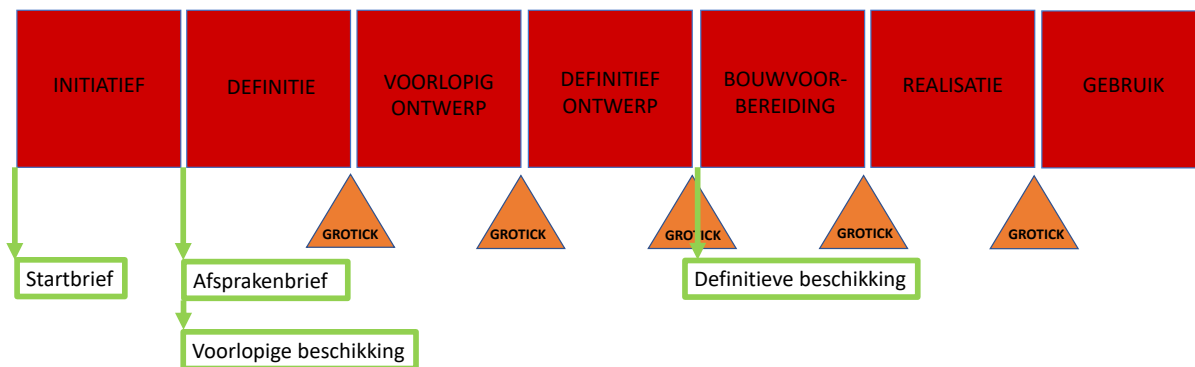 INITIATIEF
DEFINITIE
VOORLOPIG
ONTWERP
DEFINITIEF
ONTWERP
BOUWVOOR-
BEREIDING
REALISATIE
GEBRUIK
GROTICK
GROTICK
GROTICK
GROTICK
GROTICK
Startbrief
Afsprakenbrief
Definitieve beschikking
Voorlopige beschikking